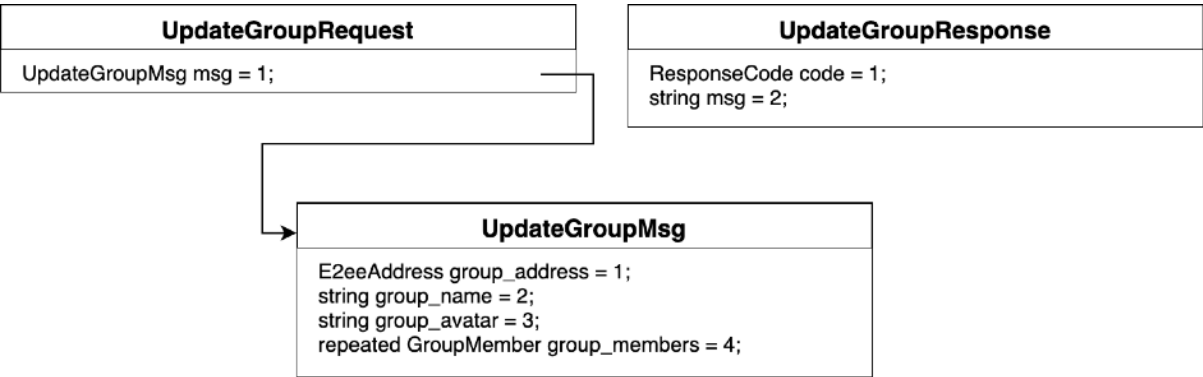 UpdateGroupRequest
UpdateGroupMsg msg = 1;
UpdateGroupResponse
ResponseCode code = 1;
string msg = 2;
UpdateGroupMsg
E2eeAddress group_address = 1;
string group_name = 2;
string group_avatar = 3;
repeated GroupMember group_members = 4;